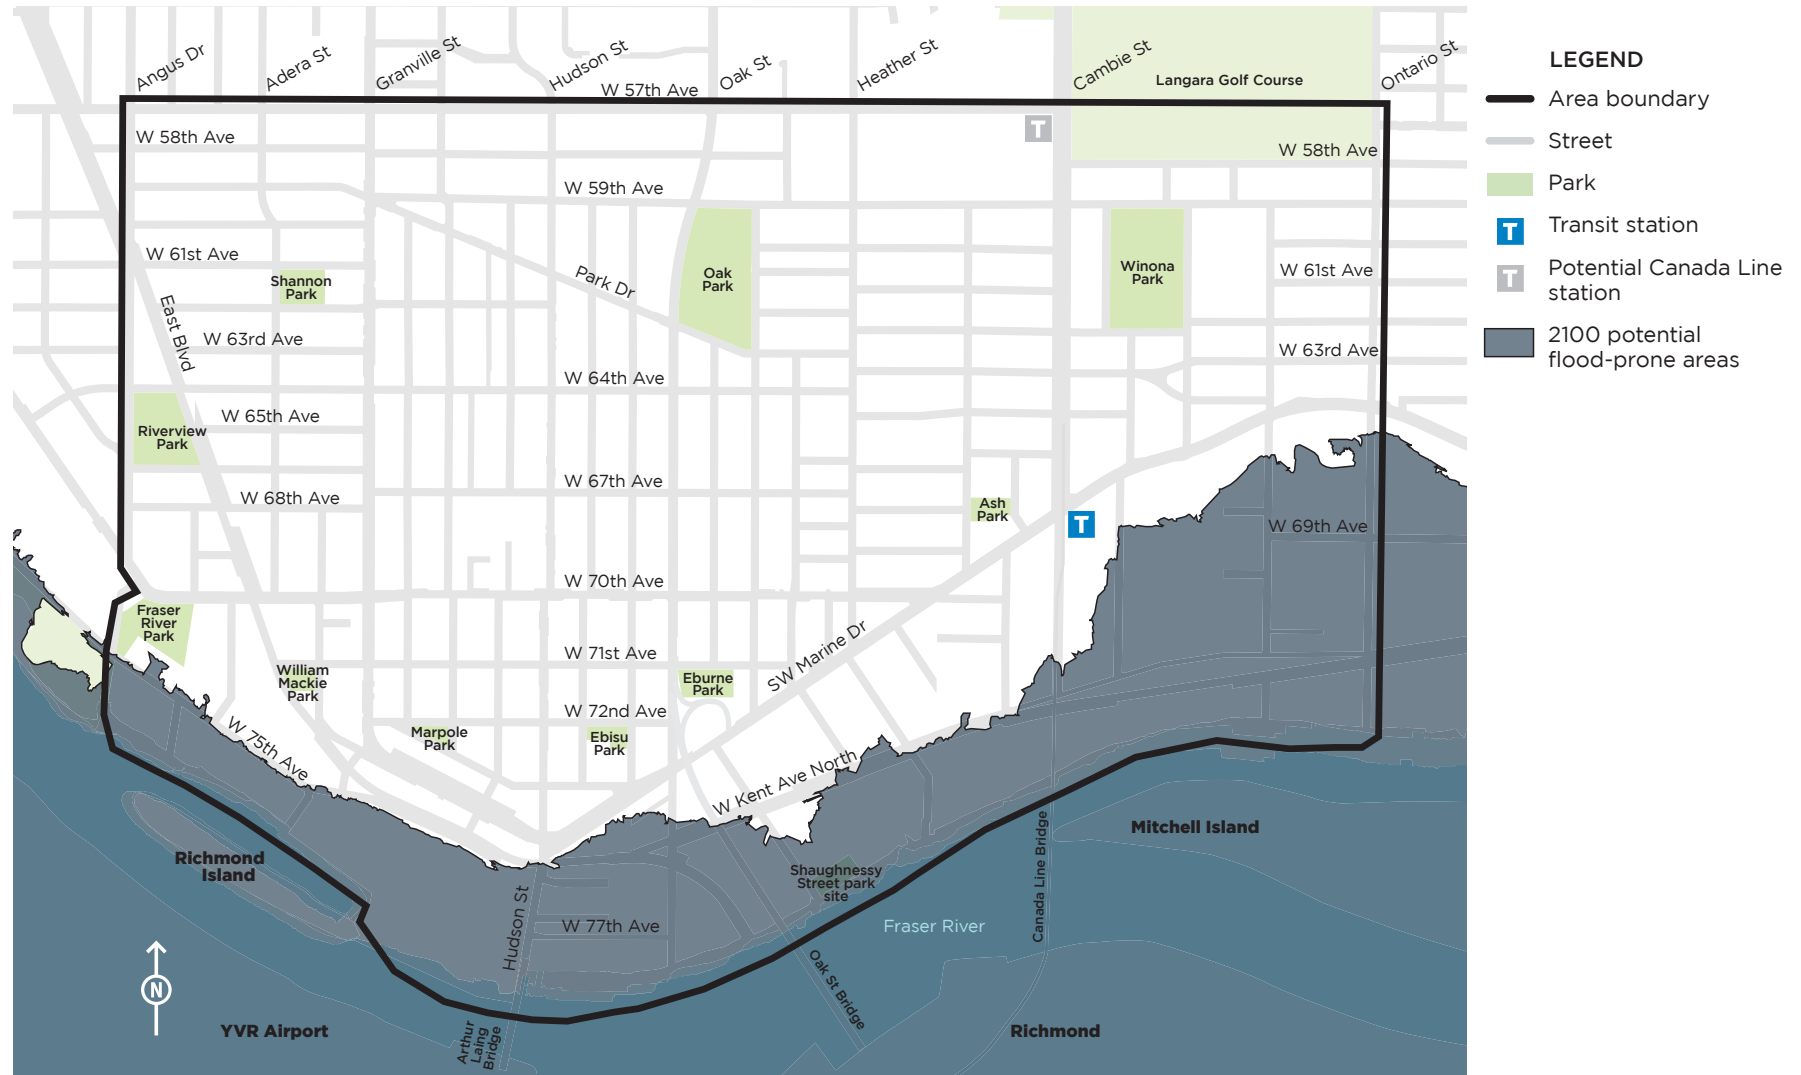 Angus Dr
Adera St
Granville St
Hudson St
Oak St
Heather St
Cambie St
Ontario St
Langara Golf Course
W 57th Ave
W 58th Ave
T
W 58th Ave
W 59th Ave
W 61st Ave
Shannon
Park
Park Dr
Oak
Park
Winona
Park
W 61st Ave
East Blvd
W 63rd Ave
W 63rd Ave
W 64th Ave
W 65th Ave
Riverview
Park
W 67th Ave
W 68th Ave
Ash
Park
T
W 69th Ave
W 70th Ave
Fraser
River
Park
W 71st Ave
SW Marine Dr
William
Mackie
Park
Eburne
Park
W 72nd Ave
Marpole
Park
Ebisu
Park
W 75th Ave
W Kent Ave North
Richmond
Island
Mitchell Island
Canada Line Bridge
Shaughnessy
Street park
site
Hudson St
W 77th Ave
Fraser River
Oak St Bridge
N
YVR Airport
Arthur
Laing
Bridge
Richmond
LEGEND
Area boundary
Street
Park
T
Transit station
T
Potential Canada Line
station
2100 potential
flood-prone areas